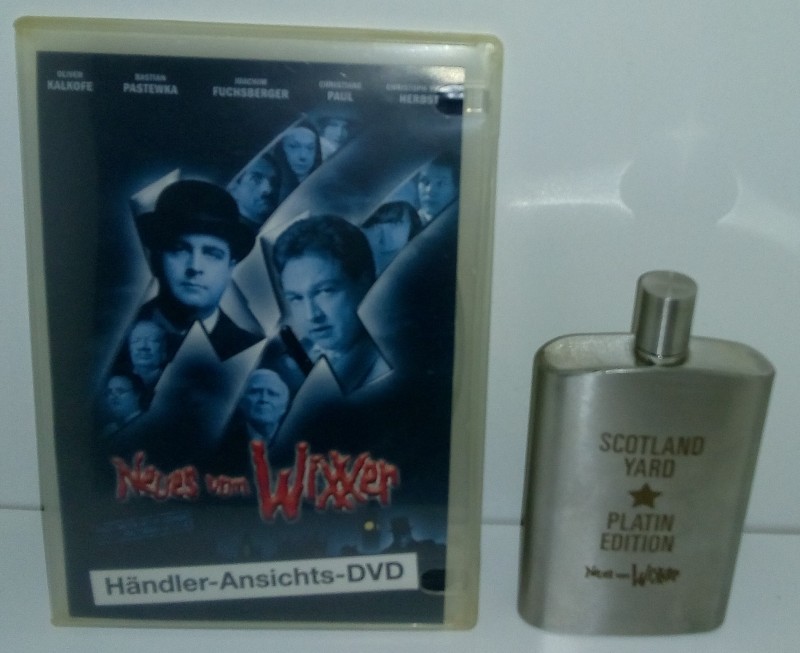 OLIVER KALKOFE
BASTIAN PASTEWKA
JOACHIM FUCHSBERGER
CHRISTIANE PAUL
HERBST
Neues vom WiXXer
Händler-Ansichts-DVD
SCOTLAND
YARD
PLATIN
EDITION
Neues vom WiXXer